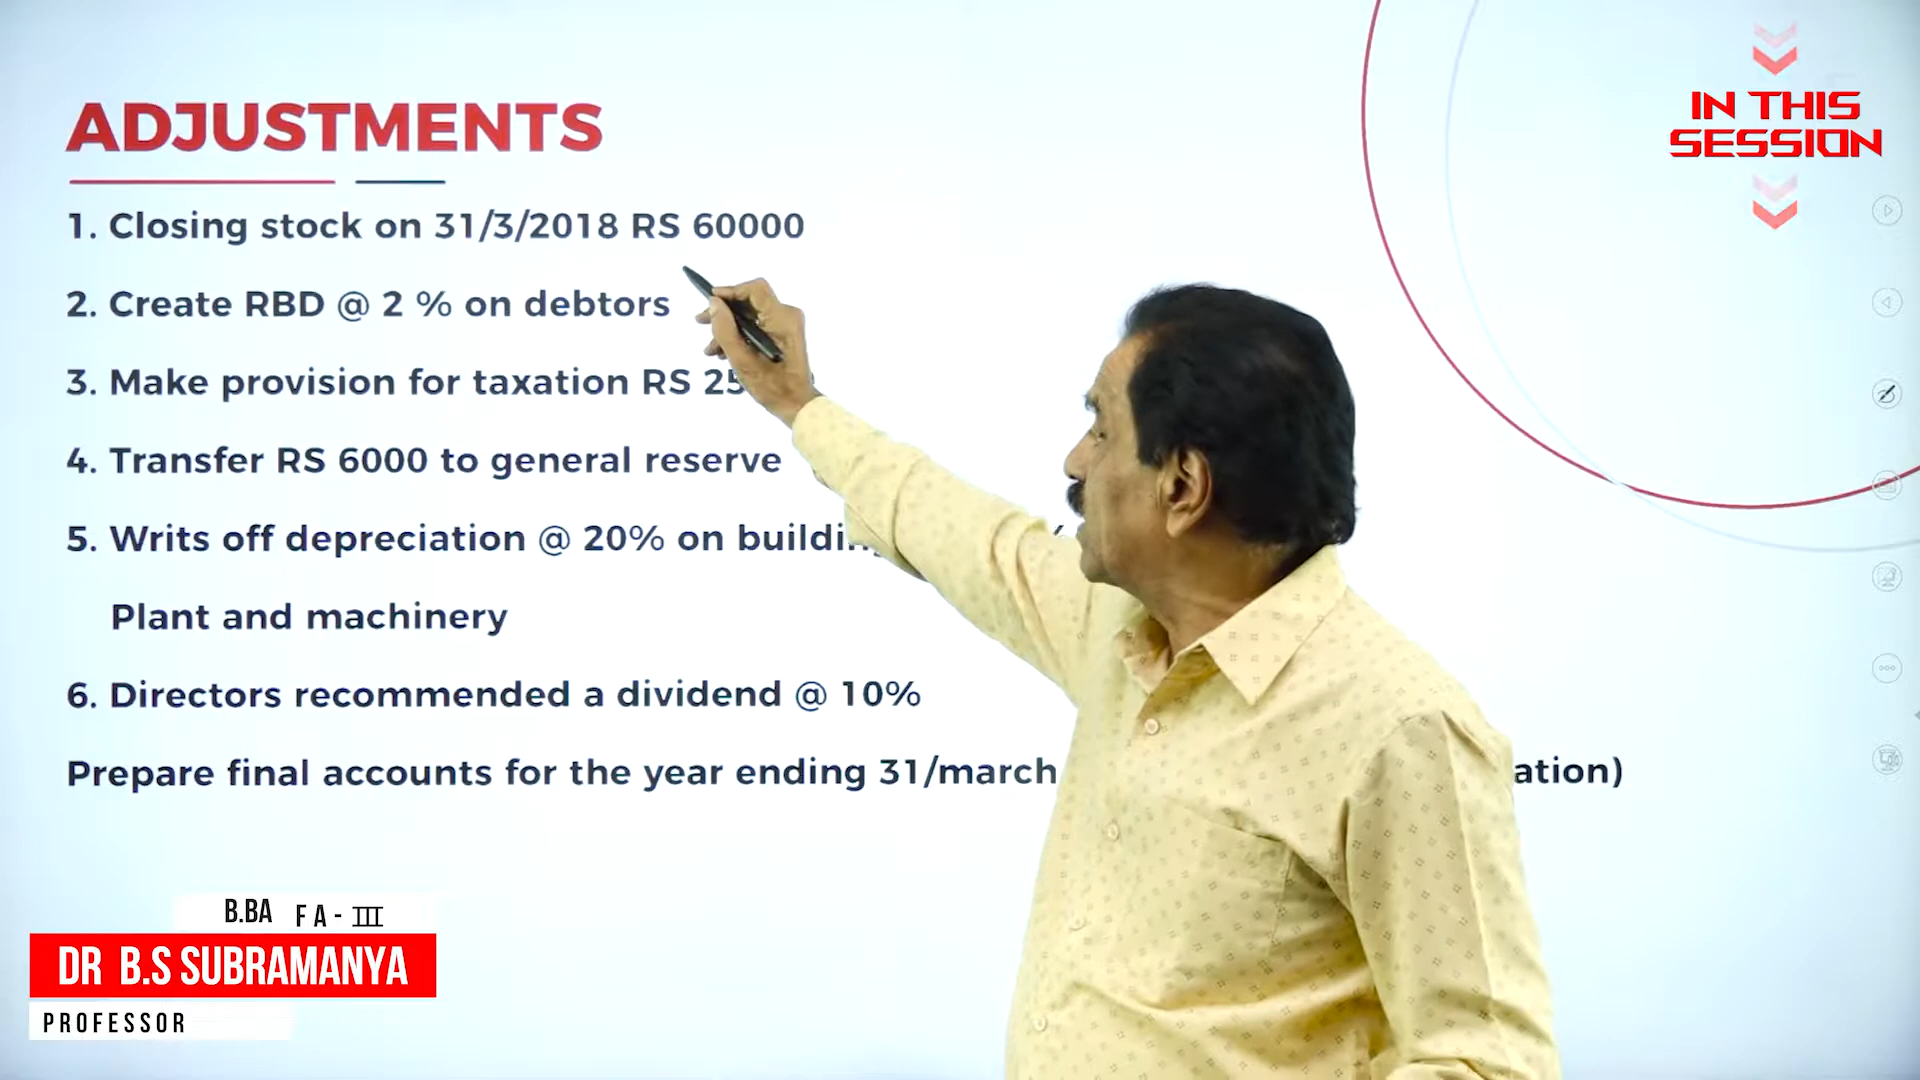 IN THIS
SESSION
ADJUSTMENTS
1. Closing stock on 31/3/2018 RS 60000
2. Create RBD @ 2 % on debtors
3. Make provision for taxation RS
4. Transfer RS 6000 to general reserve
5. Writs off depreciation @ 20% on
Plant and machinery
6. Directors recommended a dividend @ 10%
Prepare final accounts for the year ending 31/march
B.BA FA-III
DR B.S SUBRAMANYA
PROFESSOR